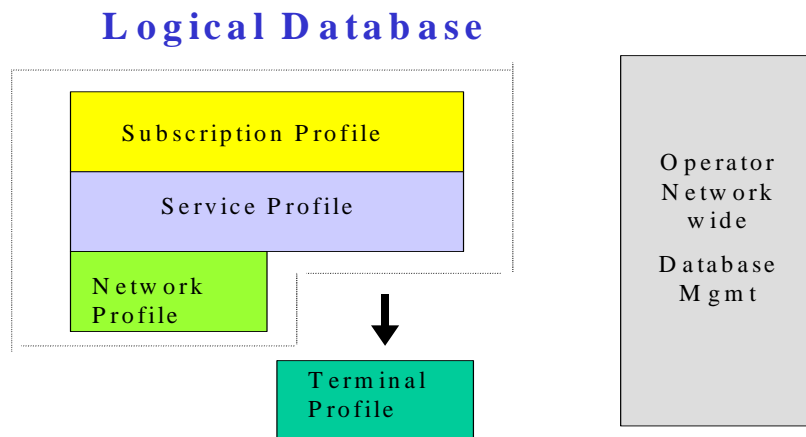 Logical Database
Subscription Profile
Service Profile
Network
Profile
Terminal
Profile
Operator
Network
wide
Database
Mgmt